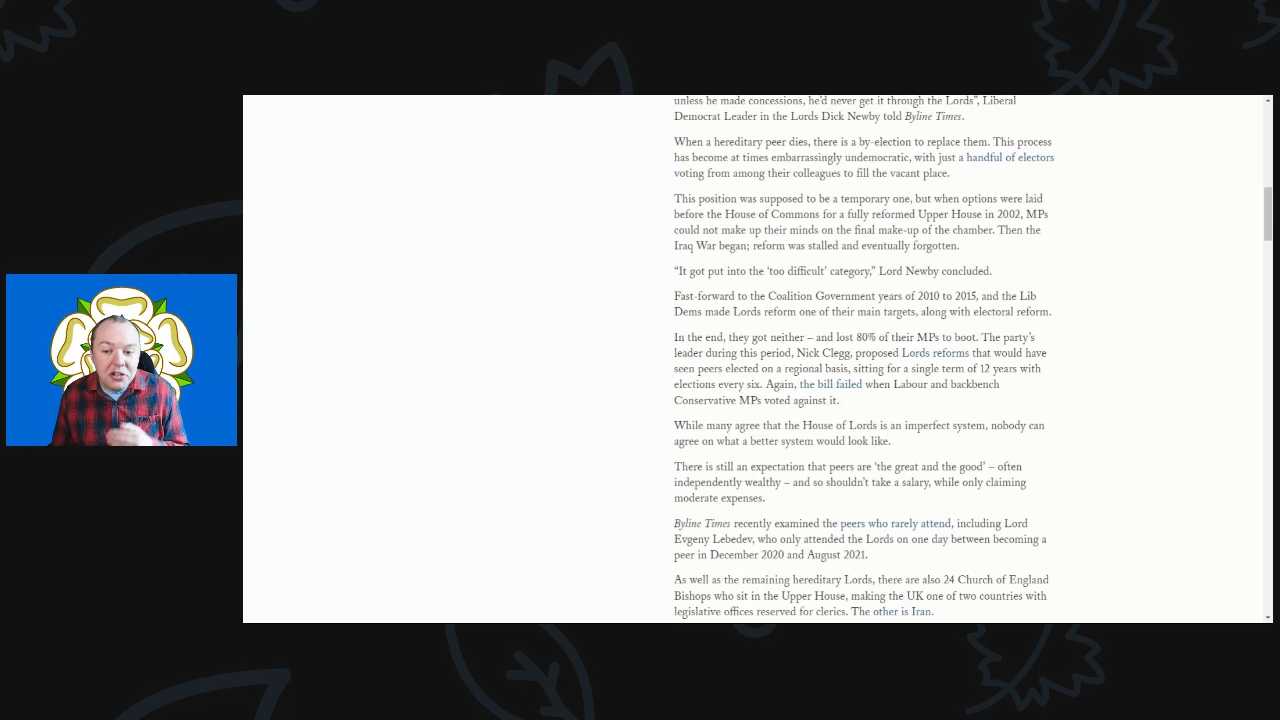 unless he made concessions, he'd never get it through the Lords”, Liberal
Democrat Leader in the Lords Dick Newby told Byline Times.
When a hereditary peer dies, there is a by-election to replace them. This process
has become at times embarrassingly undemocratic, with just a handful of electors
voting from among their colleagues to fill the vacant place.
This position was supposed to be a temporary one, but when options were laid
before the House of Commons for a fully reformed Upper House in 2002, MPs
could not make up their minds on the final make-up of the chamber. Then the
Iraq War began; reform was stalled and eventually forgotten.
“It got put into the ‘too difficult’ category,” Lord Newby concluded.
Fast-forward to the Coalition Government years of 2010 to 2015, and the Lib
Dems made Lords reform one of their main targets, along with electoral reform.
In the end, they got neither – and lost 80% of their MPs to boot. The party’s
leader during this period, Nick Clegg, proposed Lords reforms that would have
seen peers elected on a regional basis, sitting for a single term of 12 years with
elections every six. Again, the bill failed when Labour and backbench
Conservative MPs voted against it.
While many agree that the House of Lords is an imperfect system, nobody can
agree on what a better system would look like.
There is still an expectation that peers are ‘the great and the good’ – often
independently wealthy – and so shouldn’t take a salary, while only claiming
moderate expenses.
Byline Times recently examined the peers who rarely attend, including Lord
Evgeny Lebedev, who only attended the Lords on one day between becoming a
peer in December 2020 and August 2021.
As well as the remaining hereditary Lords, there are also 24 Church of England
Bishops who sit in the Upper House, making the UK one of two countries with
legislative offices reserved for clerics. The other is Iran.